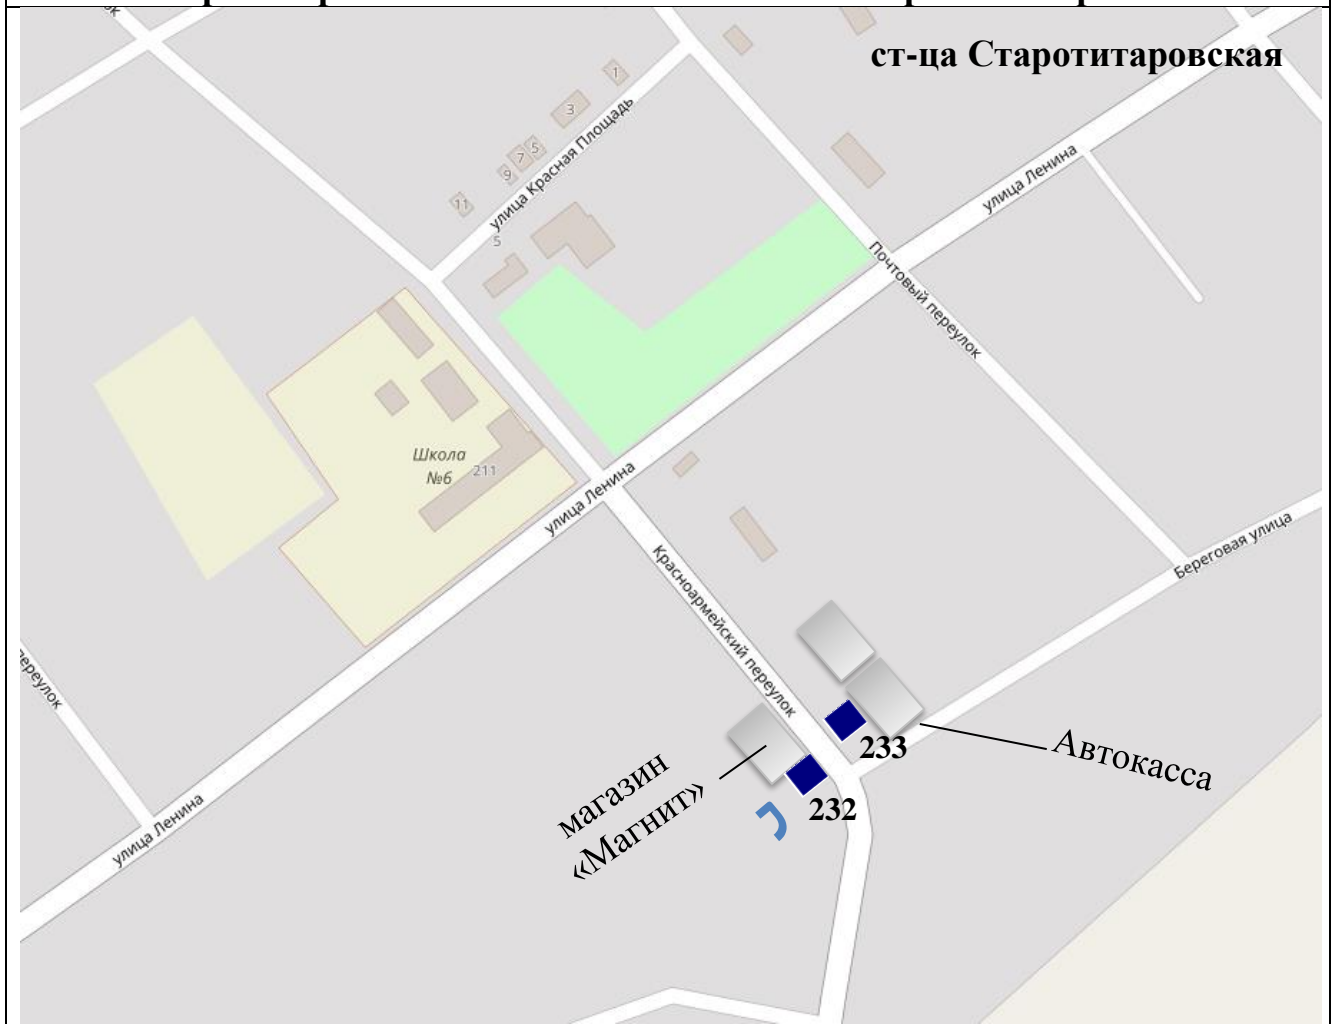 ст-ца Старотитаровская
1
3
5
7
9
11
улица Красная Площадь
5
улица Ленина
Почтовый переулок
Школа
№6
211
улица Ленина
Береговая улица
Красноармейский переулок
переулок
233
Автокасса
магазин
«Магнит»
232
улица Ленина